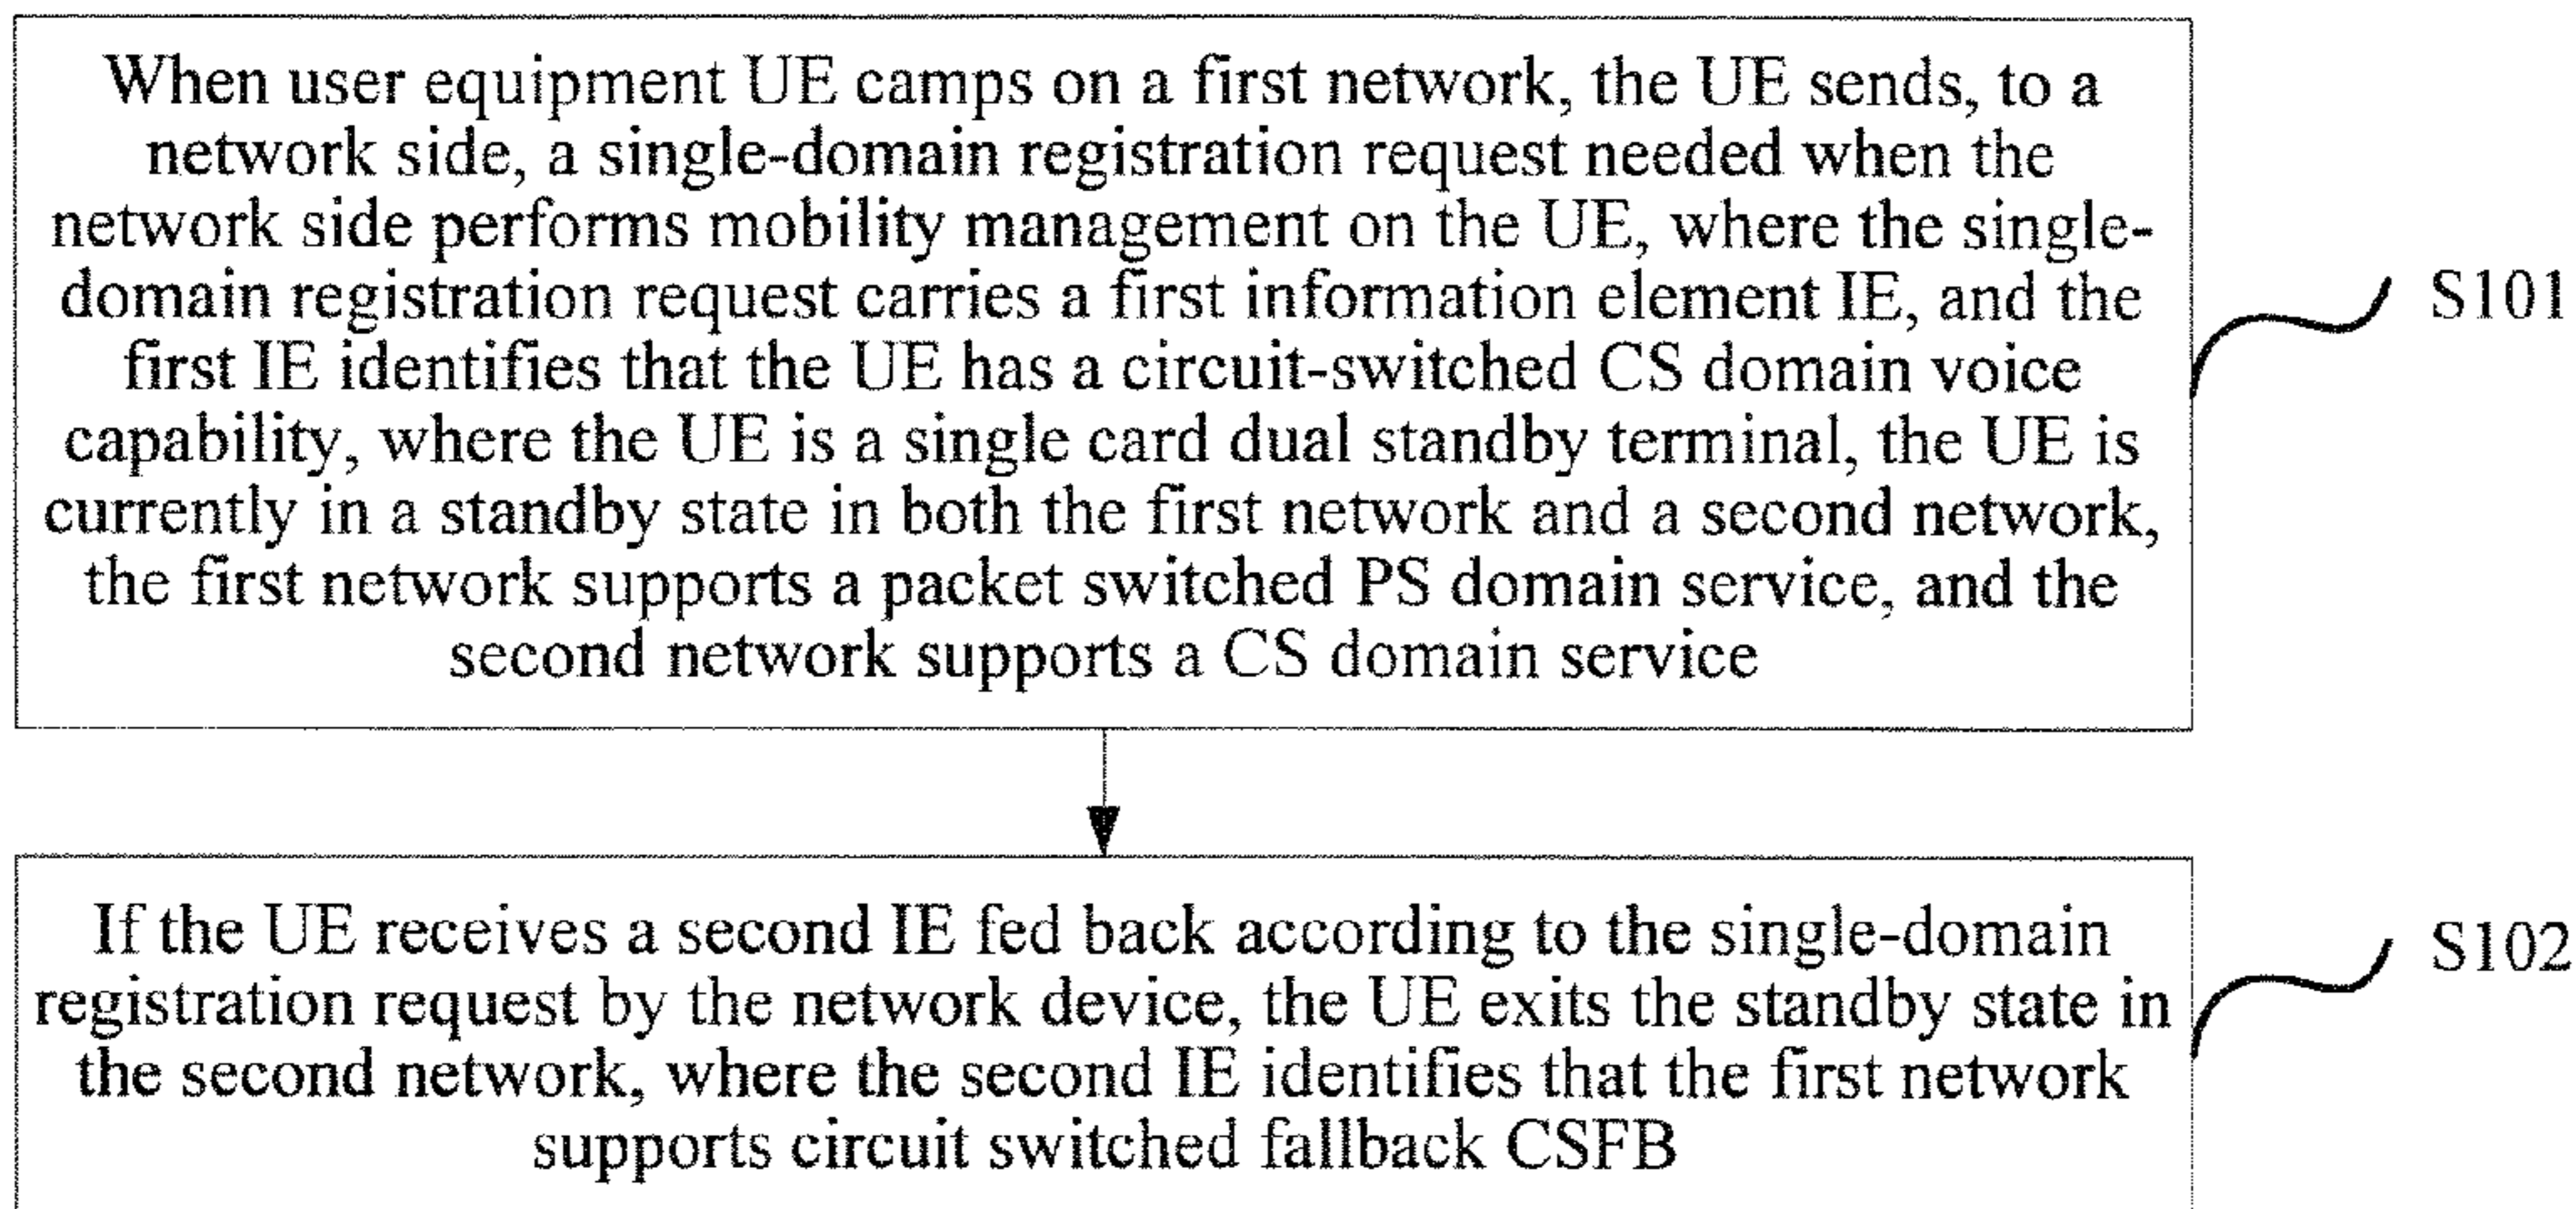 When user equipment UE camps on a first network, the UE sends, to a
network side, a single-domain registration request needed when the
network side performs mobility management on the UE, where the single-
domain registration request carries a first information element IE, and the
first IE identifies that the UE has a circuit-switched CS domain voice
capability, where the UE is a single card dual standby terminal, the UE is
currently in a standby state in both the first network and a second network,
the first network supports a packet switched PS domain service, and the
second network supports a CS domain service
S101
If the UE receives a second IE fed back according to the single-domain
registration request by the network device, the UE exits the standby state in
the second network, where the second IE identifies that the first network
supports circuit switched fallback CSFB
S102